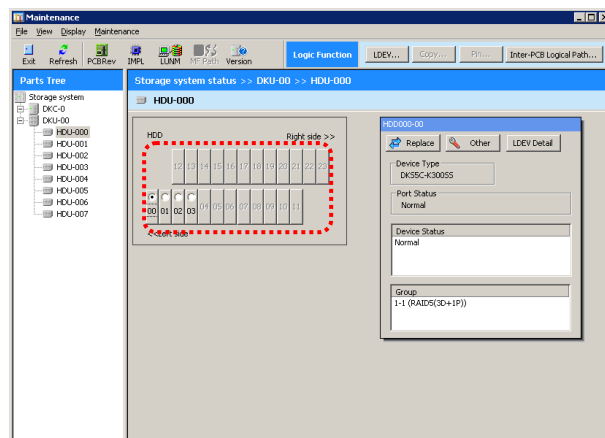 Maintenance
File View Display Maintenance
Exit Refresh PCBRev IMPL LUNM MF Path Version Logic Function LDEV... Copy... Pin... Inter-PCB Logical Path...
Parts Tree
Storage system status >> DKU-00 >> HDU-000
Storage system
DKC-0
DKU-00
HDU-000
HDU-001
HDU-002
HDU-003
HDU-004
HDU-005
HDU-006
HDU-007
HDU-000
HDD Right side >>
12 13 14 15 16 17 18 19 20 21 22 23
00 01 02 03 04 05 06 07 08 09 10 11
<<Left side
HDD000-00
Replace Other LDEV Detail
Device Type
DKS5C-K300SS
Port Status
Normal
Device Status
Normal
Group
1-1 (RAID5(3D+1P))